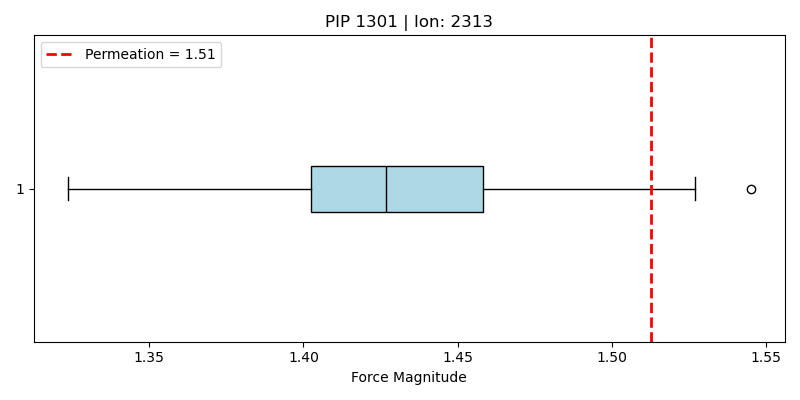 PIP 1301 | Ion: 2313
Permeation = 1.51
1
1.35 1.40 1.45 1.50 1.55
Force Magnitude